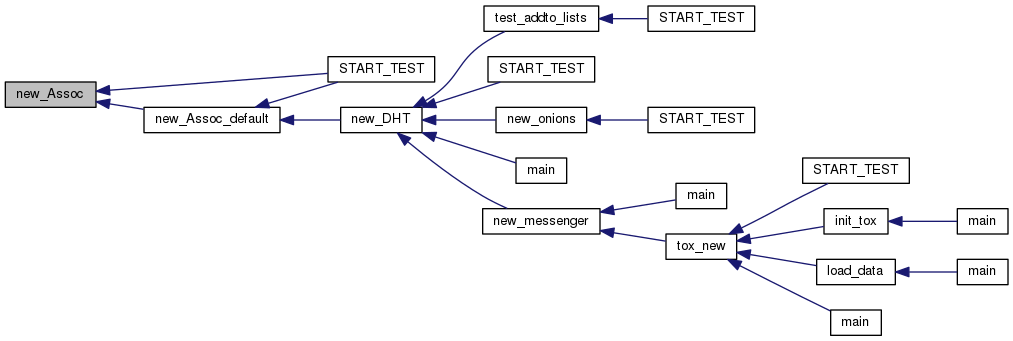 test_addto_lists
START_TEST
START_TEST
START_TEST
new_Assoc
new_Assoc_default
new_DHT
new_onions
START_TEST
main
START_TEST
main
new_messenger
init_tox
main
tox_new
load_data
main
main